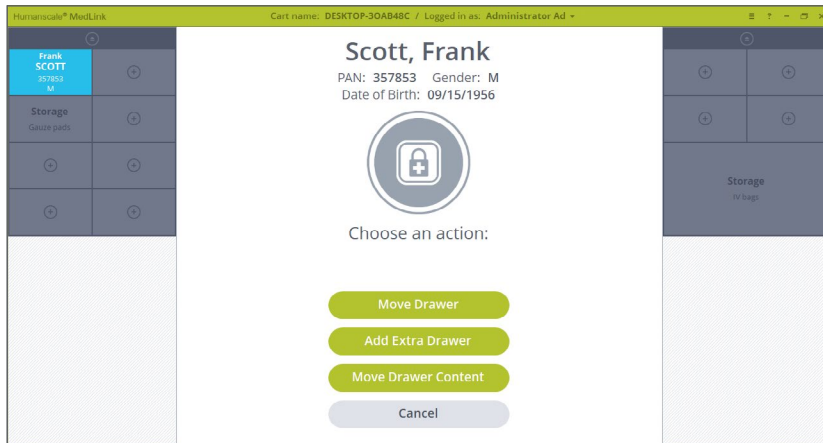 Humanscale® MedLink
Cart name: DESKTOP-3OAB48C / Logged in as: Administrator Ad
Frank
SCOTT
357853
M
Storage
Gauze pads
Scott, Frank
PAN: 357853 Gender: M
Date of Birth: 09/15/1956
Choose an action:
Move Drawer
Add Extra Drawer
Move Drawer Content
Cancel
Storage
IV bags